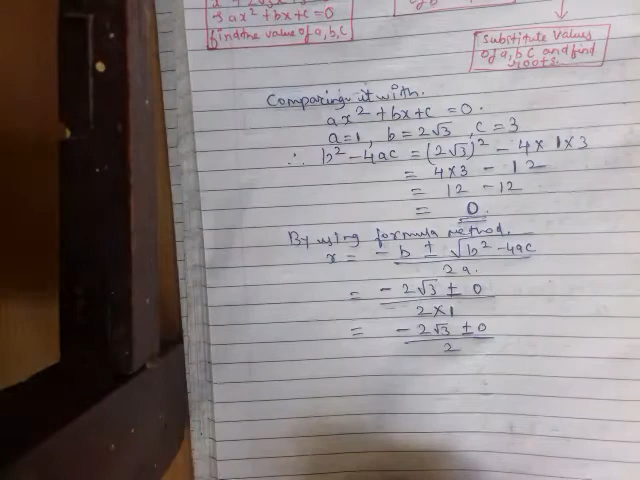 → ax² + bx + c = 0
find the value of a, b, c
Substitute values
of a, b c and find
roots.
Comparing it with.
ax² + bx + c = 0.
a = 1, b = 2√3, c = 3
∴ b² − 4ac = (2√3)² − 4 × 1 × 3
= 4 × 3 − 12
= 12 − 12
= 0.
By using formula method.
x = − b ± √b² − 4ac / 2a.
= − 2√3 ± 0 / 2 × 1
= − 2√3 ± 0 / 2